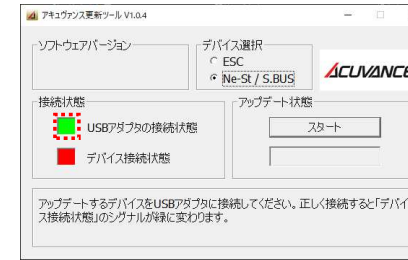 アキュヴァンス更新ツール V1.0.4
ソフトウェアバージョン
デバイス選択
ESC
Ne-St / S.BUS
ACUVANCE
接続状態
USBアダプタの接続状態
デバイス接続状態
アップデート状態
スタート
アップデートするデバイスをUSBアダプタに接続してください。正しく接続すると「デバイ
ス接続状態」のシグナルが緑に変わります。